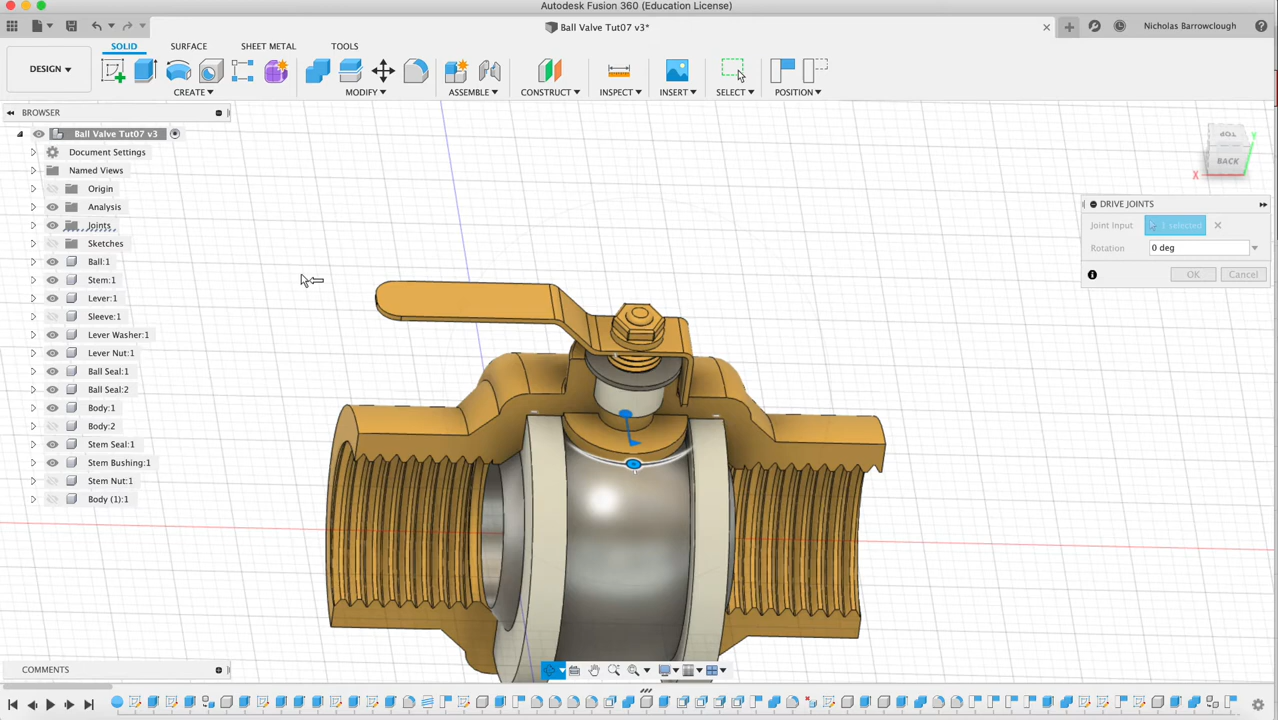 Autodesk Fusion 360 (Education License)
Ball Valve Tut07 v3*
Nicholas Barrowclough
SOLID SURFACE SHEET METAL TOOLS
DESIGN
CREATE MODIFY ASSEMBLE CONSTRUCT INSPECT INSERT SELECT POSITION
BROWSER
Ball Valve Tut07 v3
Document Settings
Named Views
Origin
Analysis
Joints
Sketches
Ball:1
Stem:1
Lever:1
Sleeve:1
Lever Washer:1
Lever Nut:1
Ball Seal:1
Ball Seal:2
Body:1
Body:2
Stem Seal:1
Stem Bushing:1
Stem Nut:1
Body (1):1
TOP
BACK
X
Y
DRIVE JOINTS
Joint Input 1 selected
Rotation 0 deg
OK Cancel
COMMENTS